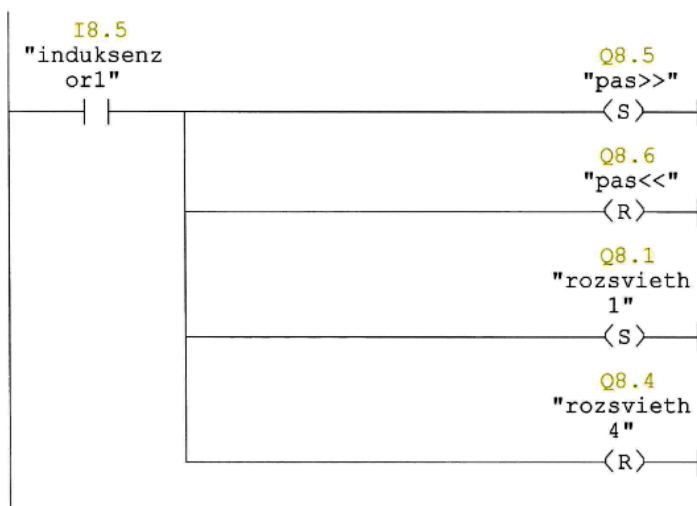 I8.5
"induksenz
or1"
Q8.5
"pas>>"
(S)
Q8.6
"pas<<"
(R)
Q8.1
"rozsvieth
1"
(S)
Q8.4
"rozsvieth
4"
(R)